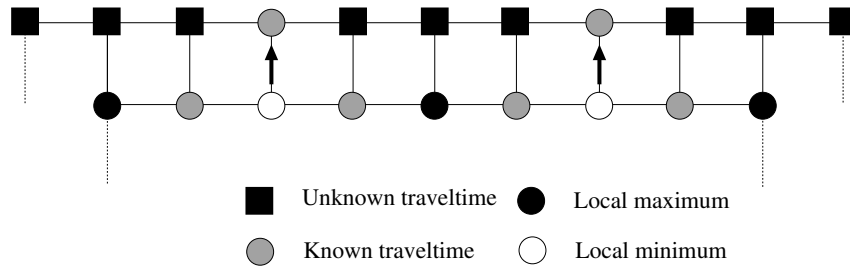 Unknown traveltime
Local maximum
Known traveltime
Local minimum